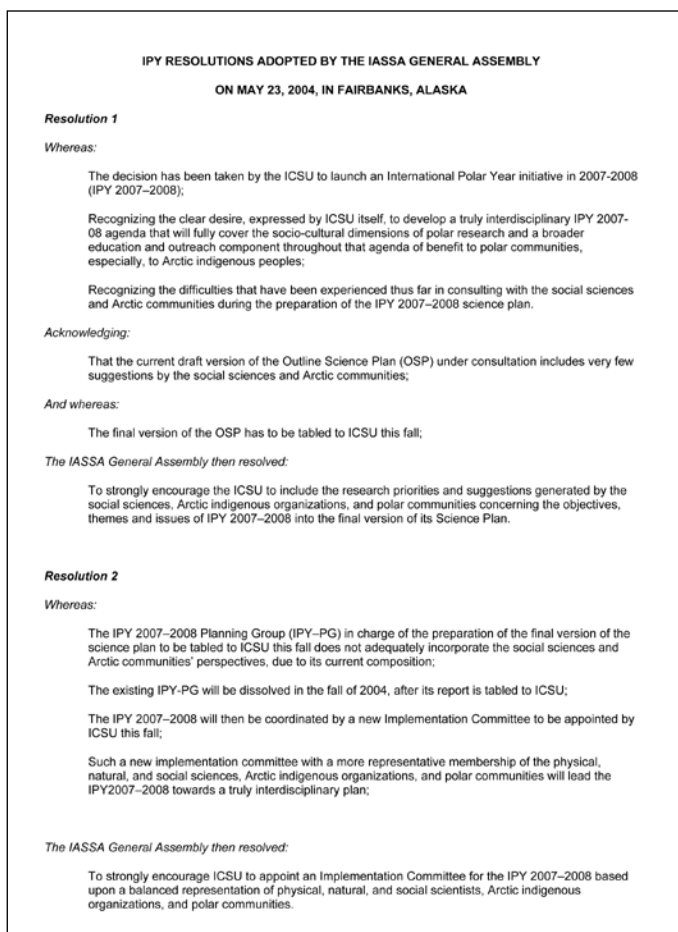 IPY RESOLUTIONS ADOPTED BY THE IASSA GENERAL ASSEMBLY
ON MAY 23, 2004, IN FAIRBANKS, ALASKA
Resolution 1
Whereas:
The decision has been taken by the ICSU to launch an International Polar Year initiative in 2007-2008
(IPY 2007–2008);
Recognizing the clear desire, expressed by ICSU itself, to develop a truly interdisciplinary IPY 2007-
08 agenda that will fully cover the socio-cultural dimensions of polar research and a broader
education and outreach component throughout that agenda of benefit to polar communities,
especially, to Arctic indigenous peoples;
Recognizing the difficulties that have been experienced thus far in consulting with the social sciences
and Arctic communities during the preparation of the IPY 2007–2008 science plan.
Acknowledging:
That the current draft version of the Outline Science Plan (OSP) under consultation includes very few
suggestions by the social sciences and Arctic communities;
And whereas:
The final version of the OSP has to be tabled to ICSU this fall;
The IASSA General Assembly then resolved:
To strongly encourage the ICSU to include the research priorities and suggestions generated by the
social sciences, Arctic indigenous organizations, and polar communities concerning the objectives,
themes and issues of IPY 2007–2008 into the final version of its Science Plan.
Resolution 2
Whereas:
The IPY 2007–2008 Planning Group (IPY–PG) in charge of the preparation of the final version of the
science plan to be tabled to ICSU this fall does not adequately incorporate the social sciences and
Arctic communities' perspectives, due to its current composition;
The existing IPY-PG will be dissolved in the fall of 2004, after its report is tabled to ICSU;
The IPY 2007–2008 will then be coordinated by a new Implementation Committee to be appointed by
ICSU this fall;
Such a new implementation committee with a more representative membership of the physical,
natural, and social sciences, Arctic indigenous organizations, and polar communities will lead the
IPY2007–2008 towards a truly interdisciplinary plan;
The IASSA General Assembly then resolved:
To strongly encourage ICSU to appoint an Implementation Committee for the IPY 2007–2008 based
upon a balanced representation of physical, natural, and social scientists, Arctic indigenous
organizations, and polar communities.